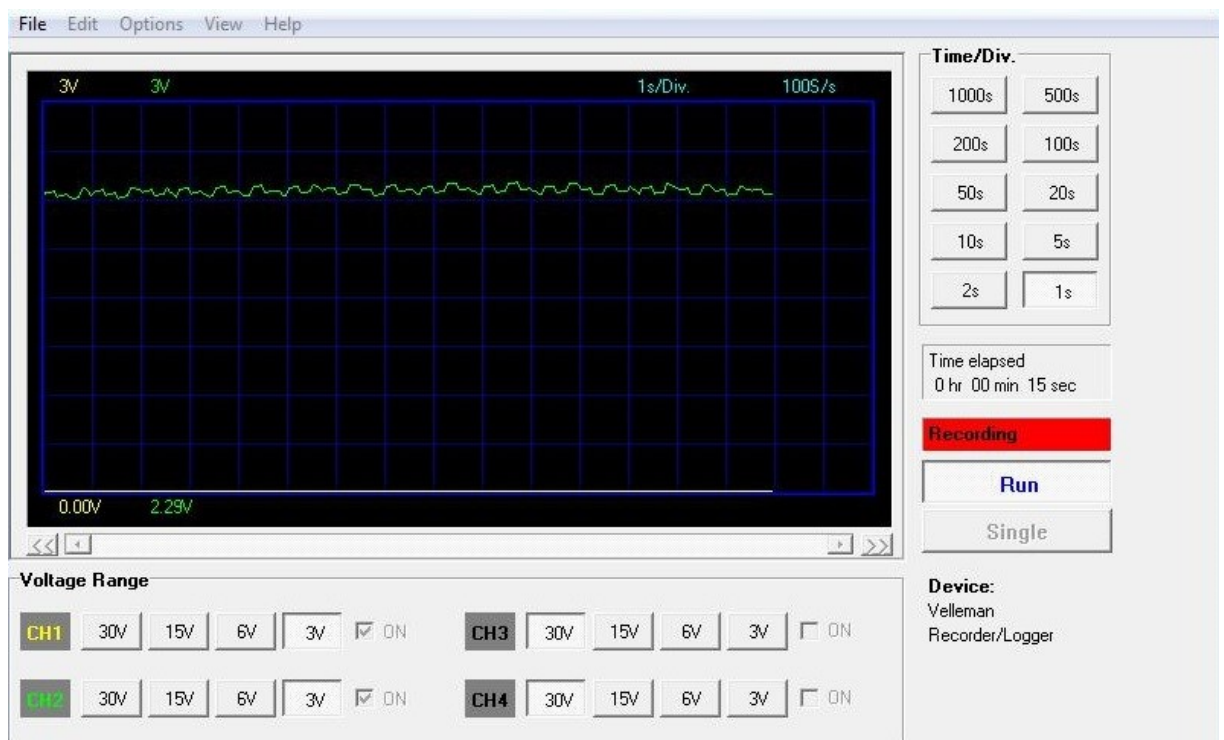 File Edit Options View Help
3V 3V 1s/Div. 100S/s
0.00V 2.29V
<< >>
Time/Div.
1000s 500s
200s 100s
50s 20s
10s 5s
2s 1s
Time elapsed
0 hr 00 min 15 sec
Recording
Run
Single
Voltage Range
CH1 30V 15V 6V 3V ON
CH3 30V 15V 6V 3V ON
CH2 30V 15V 6V 3V ON
CH4 30V 15V 6V 3V ON
Device:
Velleman
Recorder/Logger